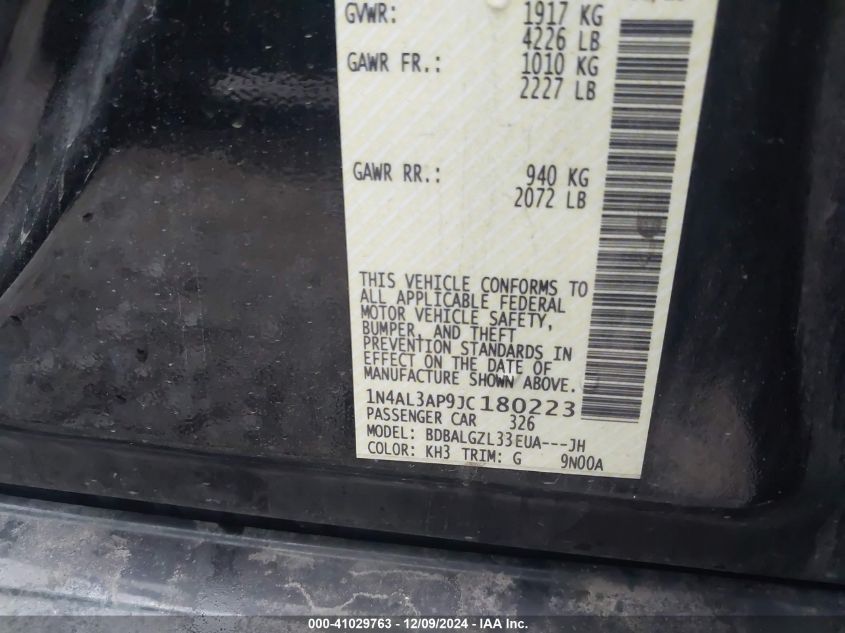 GVWR: 1917 KG
4226 LB
GAWR FR.: 1010 KG
2227 LB
GAWR RR.: 940 KG
2072 LB
THIS VEHICLE CONFORMS TO
ALL APPLICABLE FEDERAL
MOTOR VEHICLE SAFETY,
BUMPER, AND THEFT
PREVENTION STANDARDS IN
EFFECT ON THE DATE OF
MANUFACTURE SHOWN ABOVE.
1N4AL3AP9JC180223
PASSENGER CAR 326
MODEL: BDBALGZL33EUA---JH
COLOR: KH3 TRIM: G 9N00A
000-41029763 - 12/09/2024 - IAA Inc.